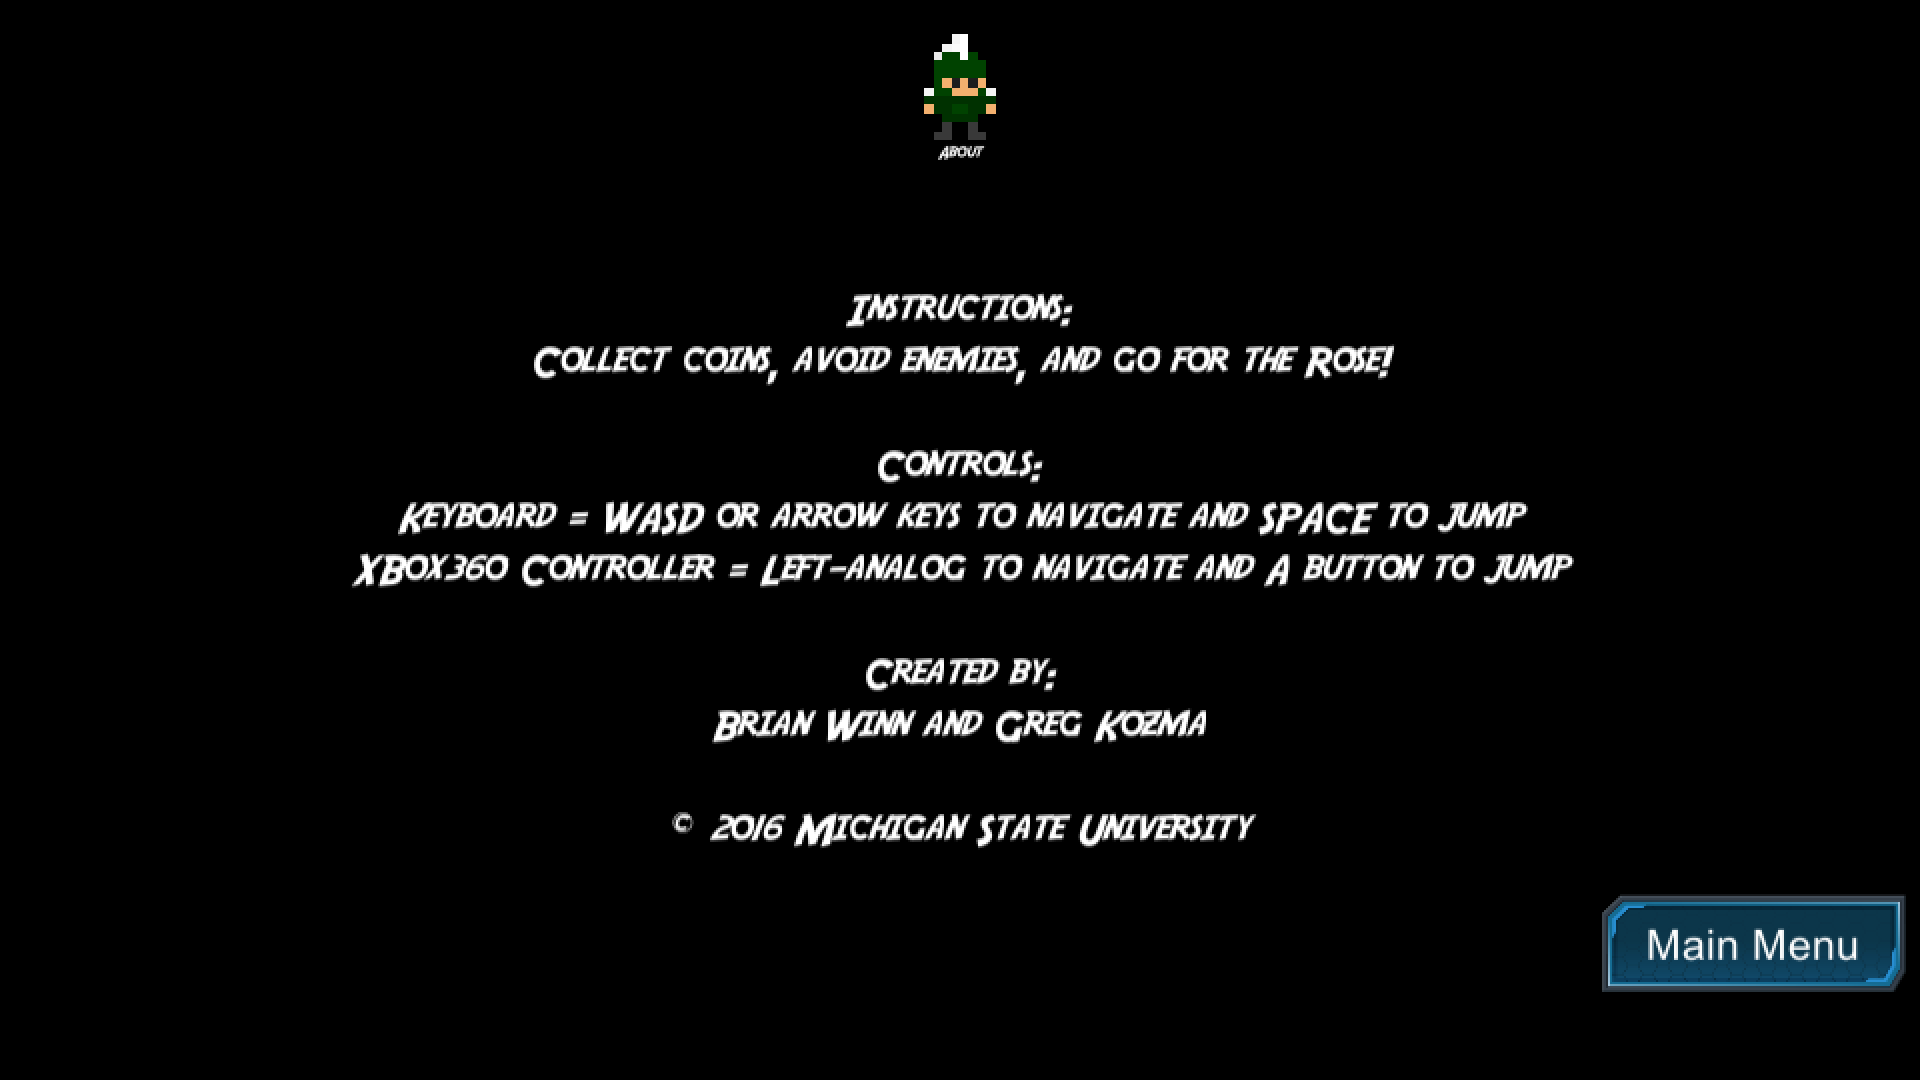 About
Instructions:
Collect coins, avoid enemies, and go for the Rose!
Controls:
Keyboard = WASD or arrow keys to navigate and SPACE to jump
XBox360 Controller = Left-analog to navigate and A button to jump
Created by:
Brian Winn and Greg Kozma
© 2016 Michigan State University
Main Menu